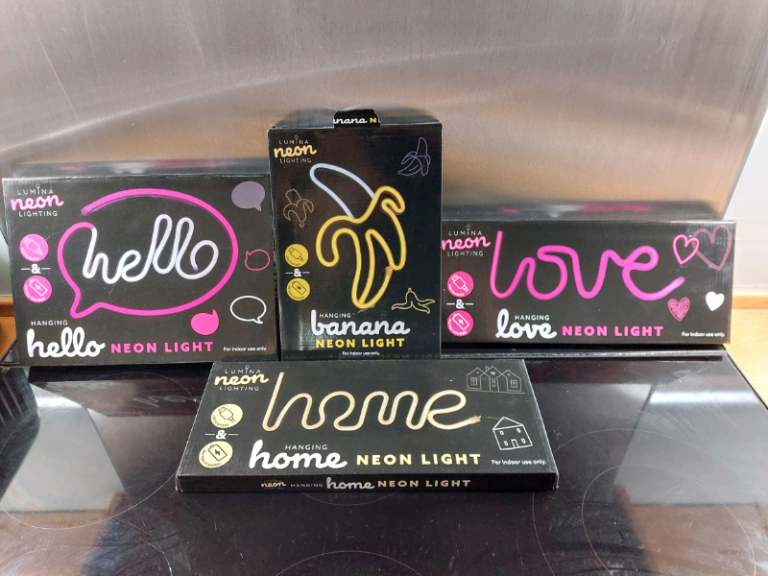 LUMINA
neon
LIGHTING
hello
&
HANGING
hello NEON LIGHT
For indoor use only.
banana N
LUMINA
neon
LIGHTING
&
HANGING
banana
NEON LIGHT
For indoor use only.
LUMINA
neon
LIGHTING
love
&
HANGING
love NEON LIGHT
For indoor use only.
LUMINA
neon
LIGHTING
home
&
HANGING
home NEON LIGHT
For indoor use only.
neon HANGING home NEON LIGHT